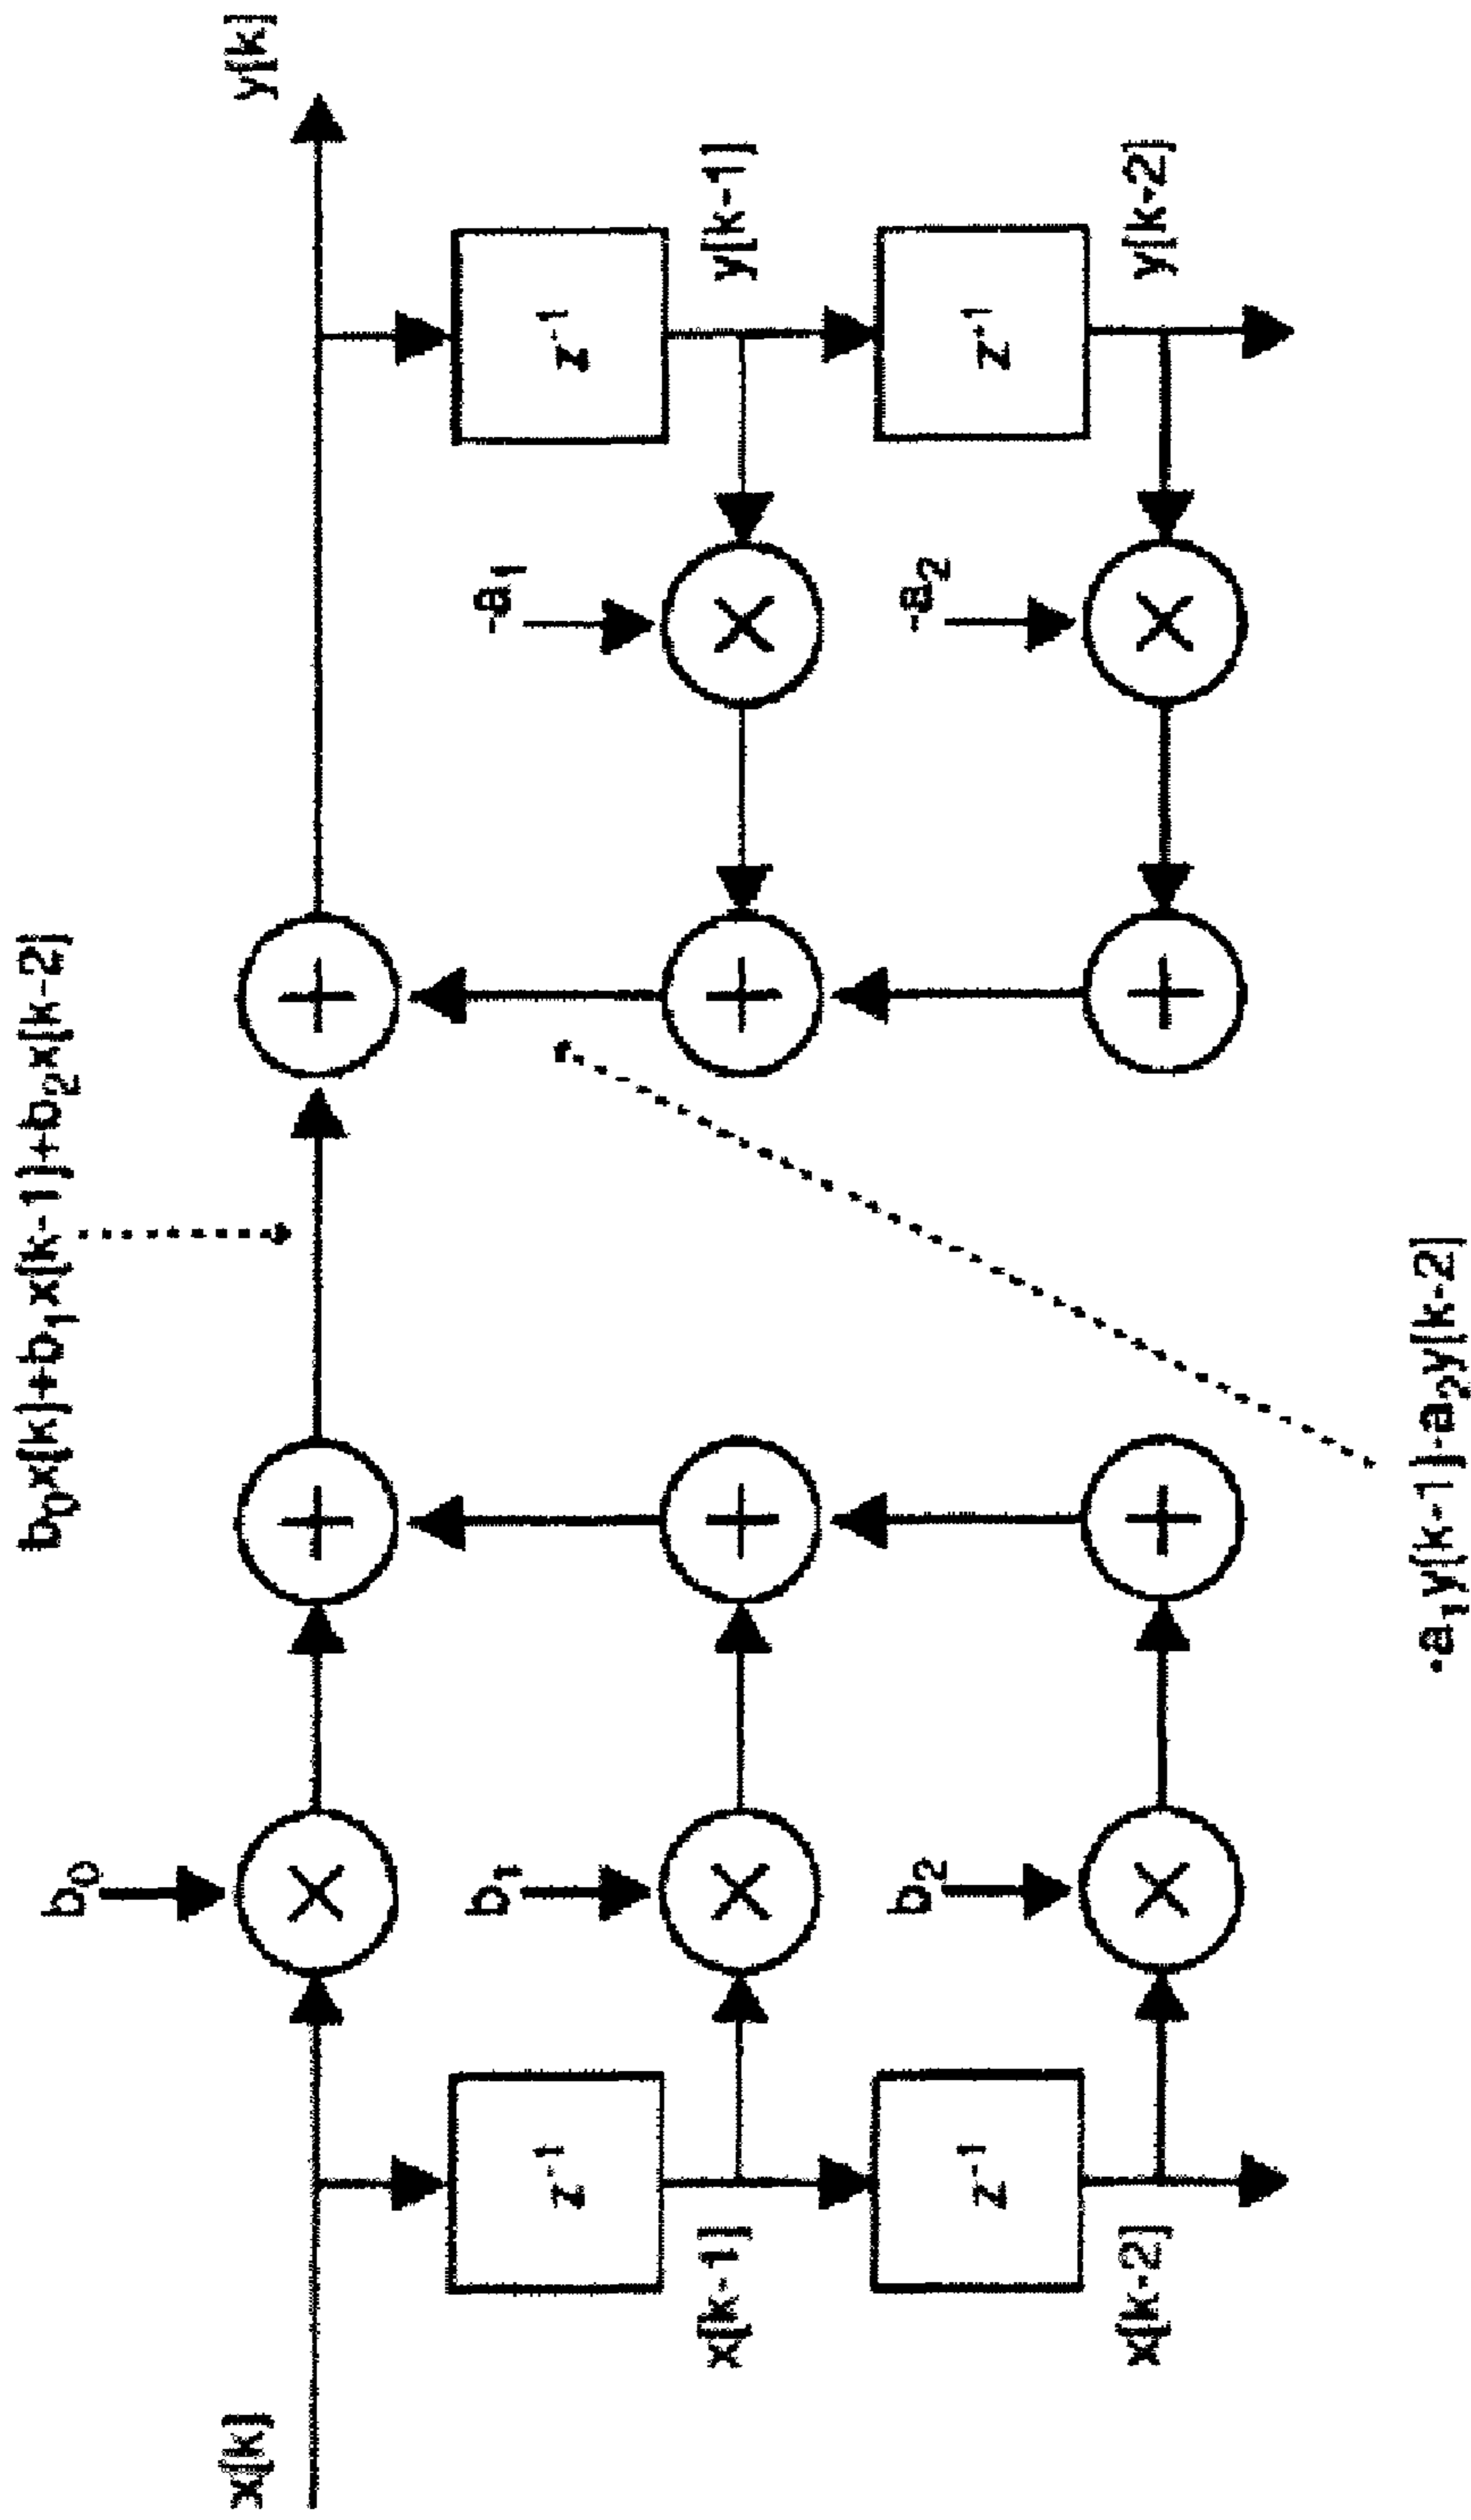 b₀x[k]+b₁x[k-1]+b₂x[k-2]
x[k]
b₀
y[k]
z⁻¹
b₁
-a₁
z⁻¹
x[k-1]
y[k-1]
z⁻¹
b₂
-a₂
z⁻¹
x[k-2]
y[k-2]
-a₁y[k-1]-a₂y[k-2]